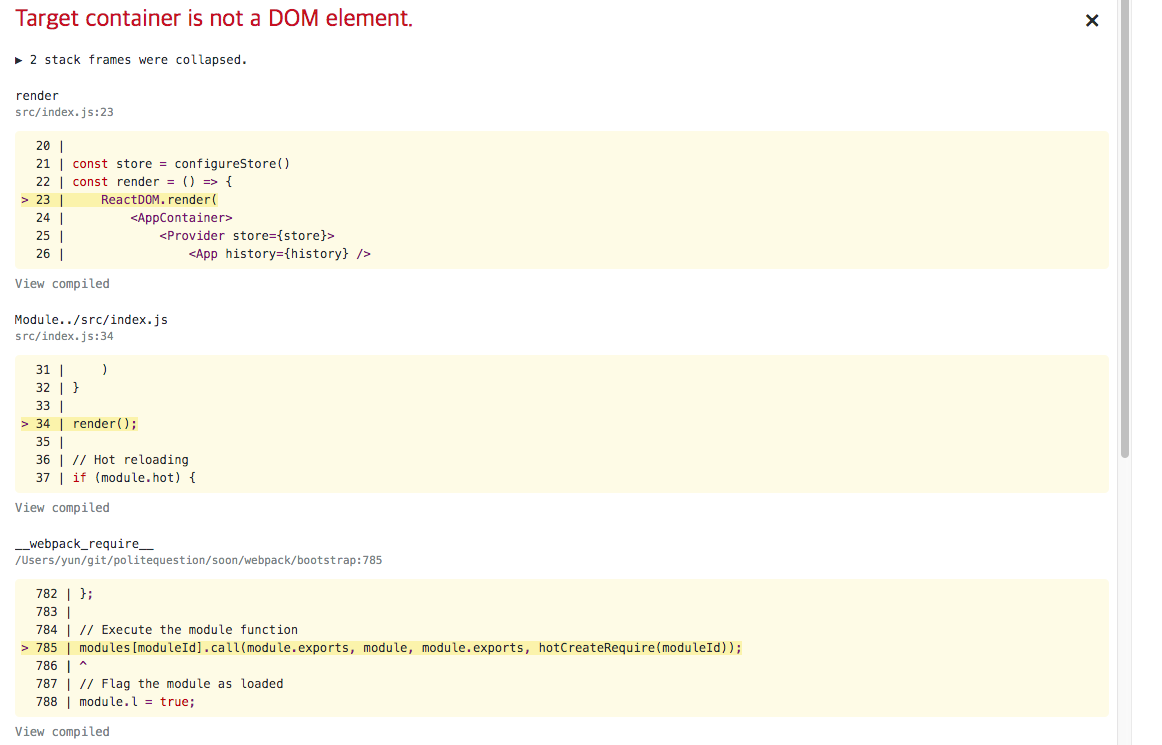 Target container is not a DOM element.
×
▶ 2 stack frames were collapsed.
render
src/index.js:23
20 |
21 | const store = configureStore()
22 | const render = () => {
> 23 |     ReactDOM.render(
24 |         <AppContainer>
25 |             <Provider store={store}>
26 |                 <App history={history} />
View compiled
Module../src/index.js
src/index.js:34
31 |     )
32 | }
33 |
> 34 | render();
35 |
36 | // Hot reloading
37 | if (module.hot) {
View compiled
__webpack_require__
/Users/yun/git/politequestion/soon/webpack/bootstrap:785
782 | };
783 |
784 | // Execute the module function
> 785 | modules[moduleId].call(module.exports, module, module.exports, hotCreateRequire(moduleId));
786 | ^
787 | // Flag the module as loaded
788 | module.l = true;
View compiled